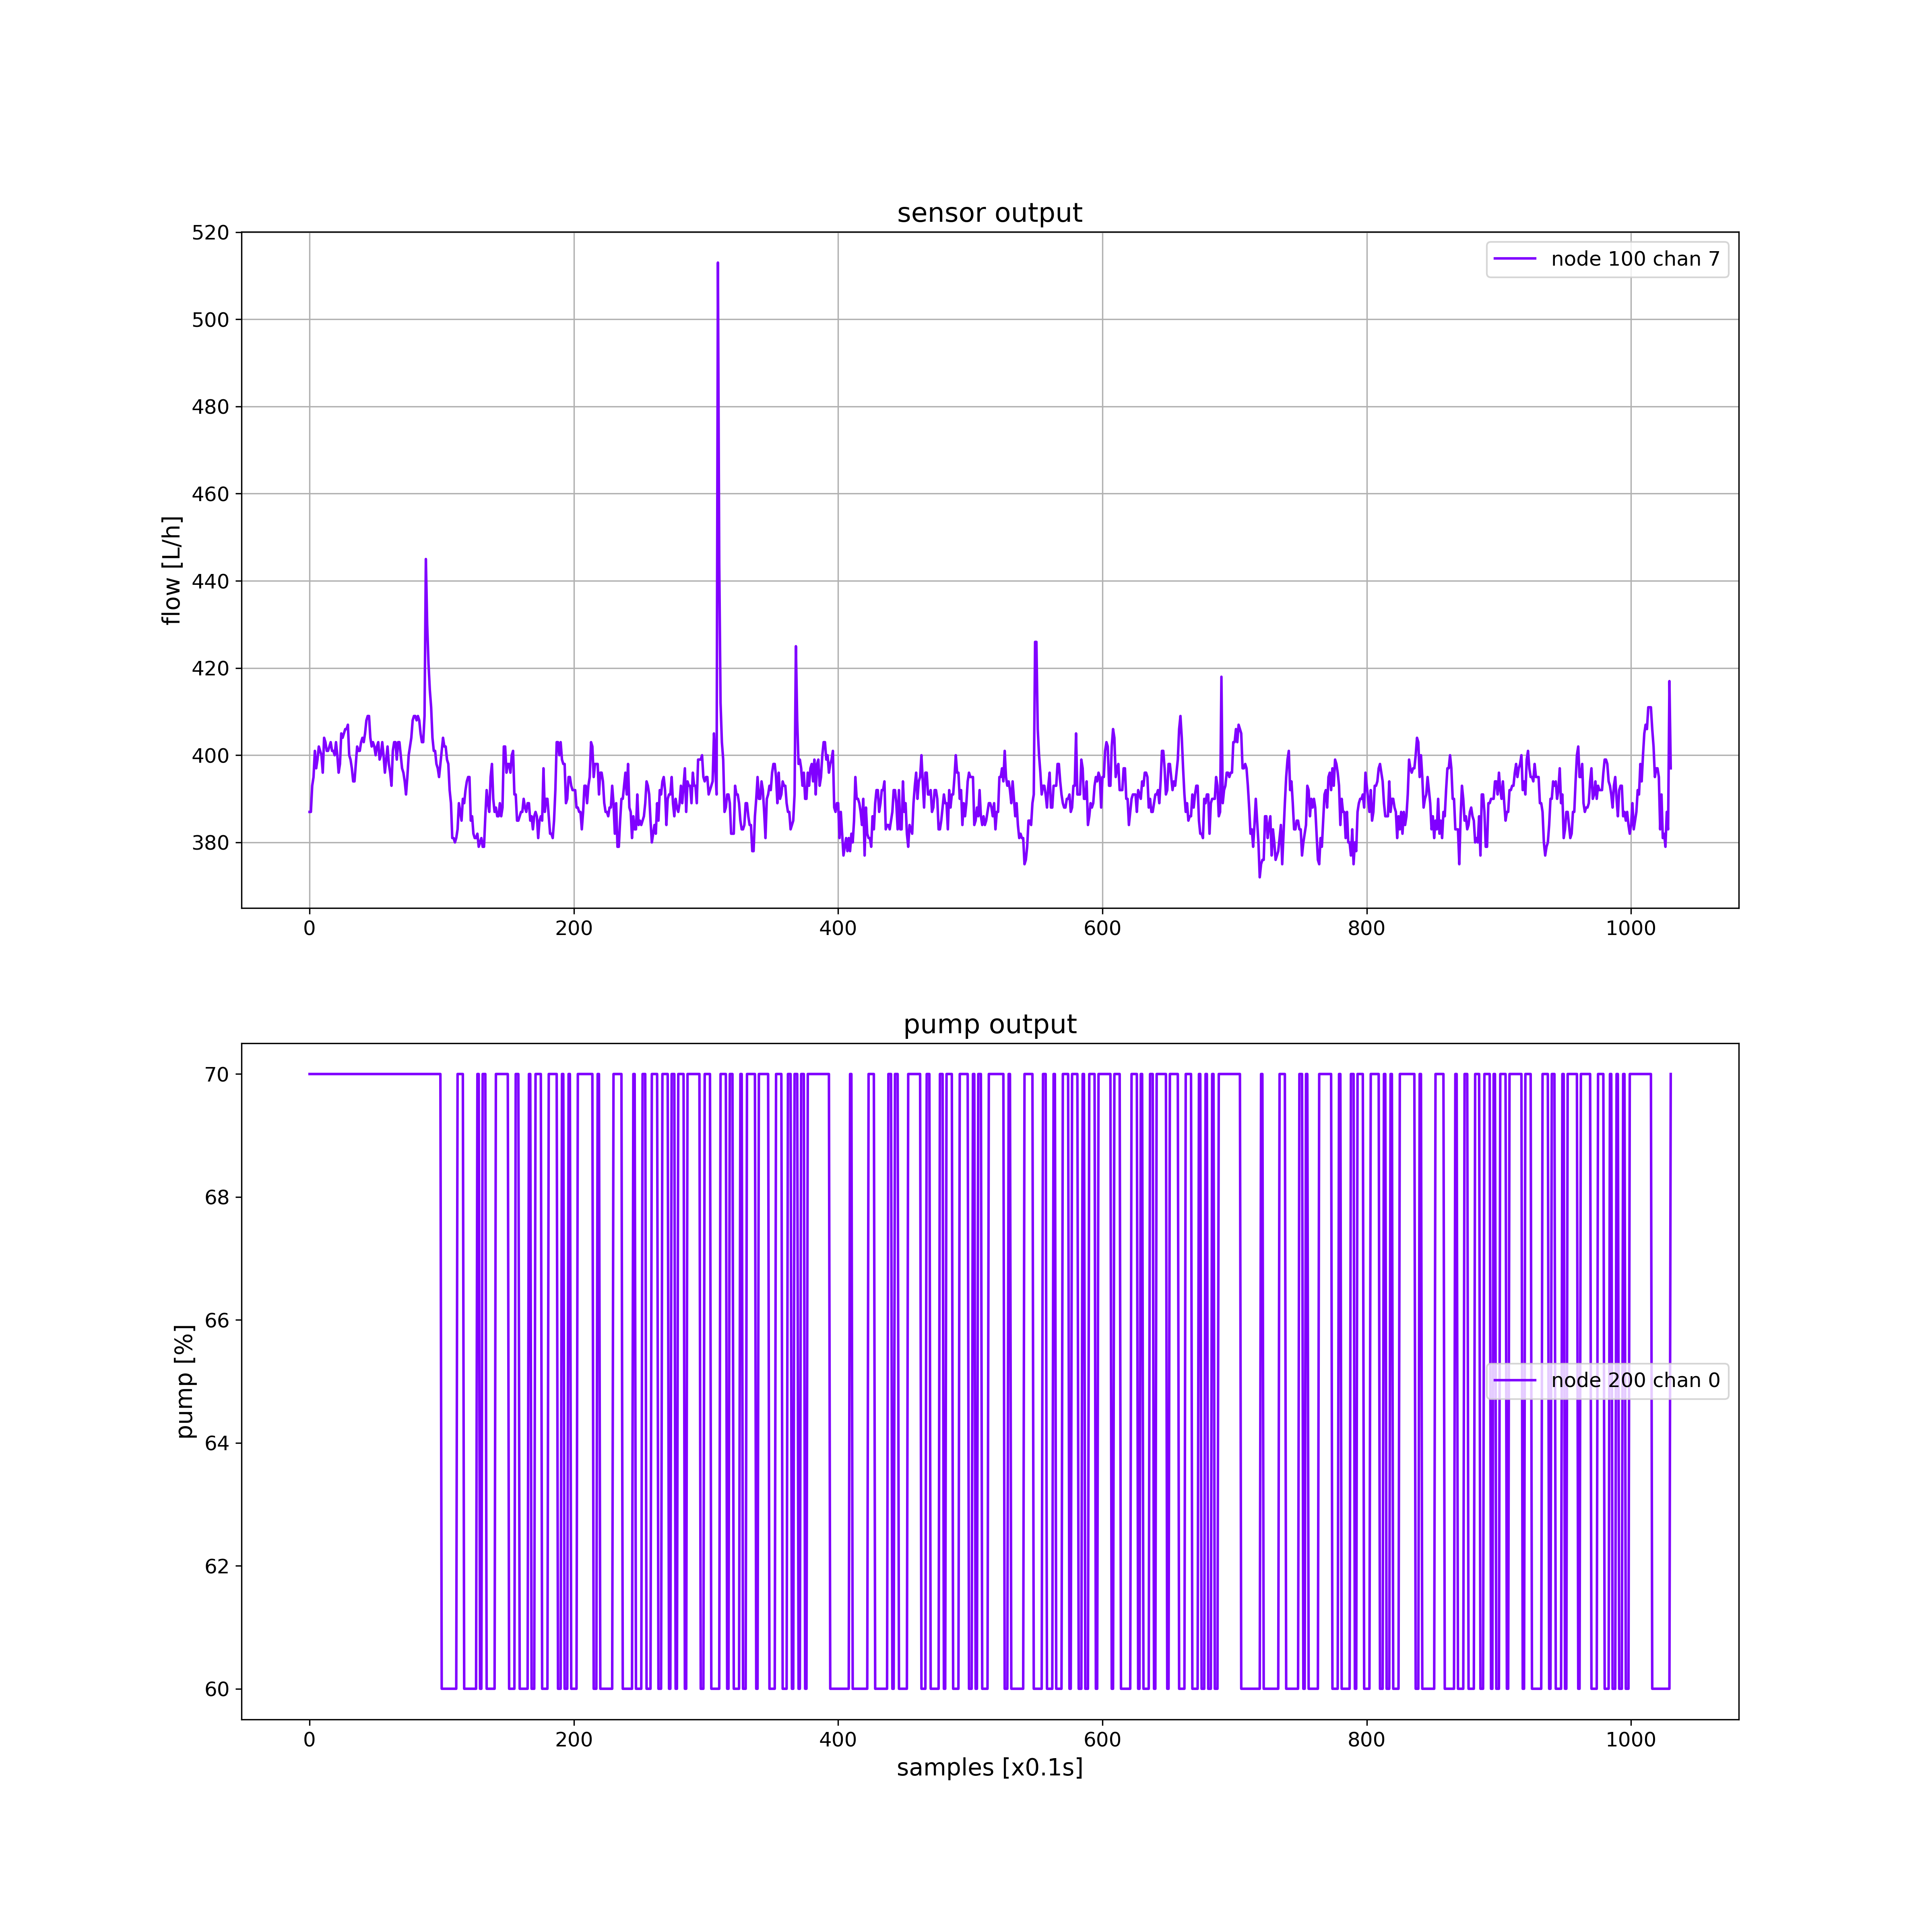 sensor output
520
500
480
460
440
420
400
380
flow [L/h]
node 100 chan 7
0 200 400 600 800 1000
pump output
70
68
66
64
62
60
pump [%]
node 200 chan 0
0 200 400 600 800 1000
samples [x0.1s]